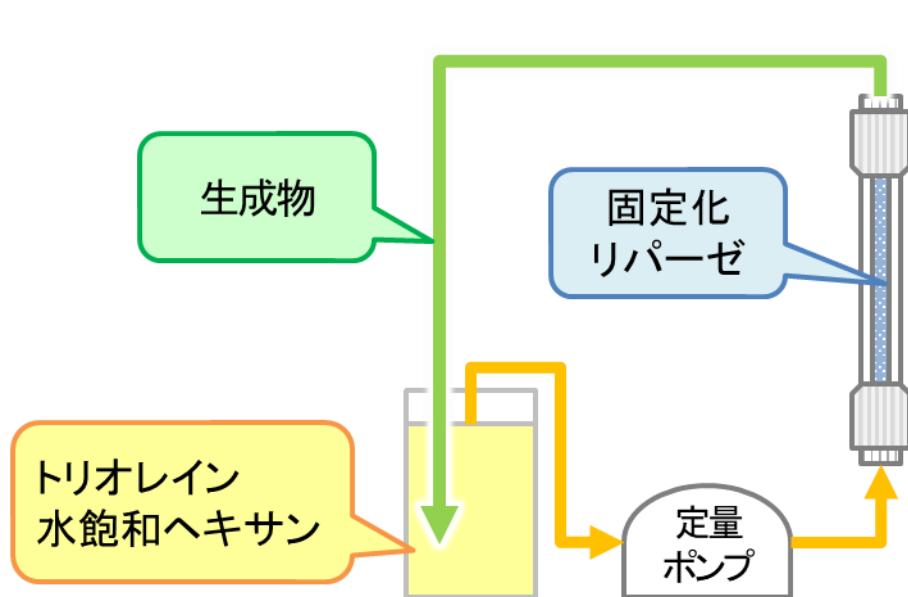 生成物
固定化
リパーゼ
トリオレイン
水飽和ヘキサン
定量
ポンプ